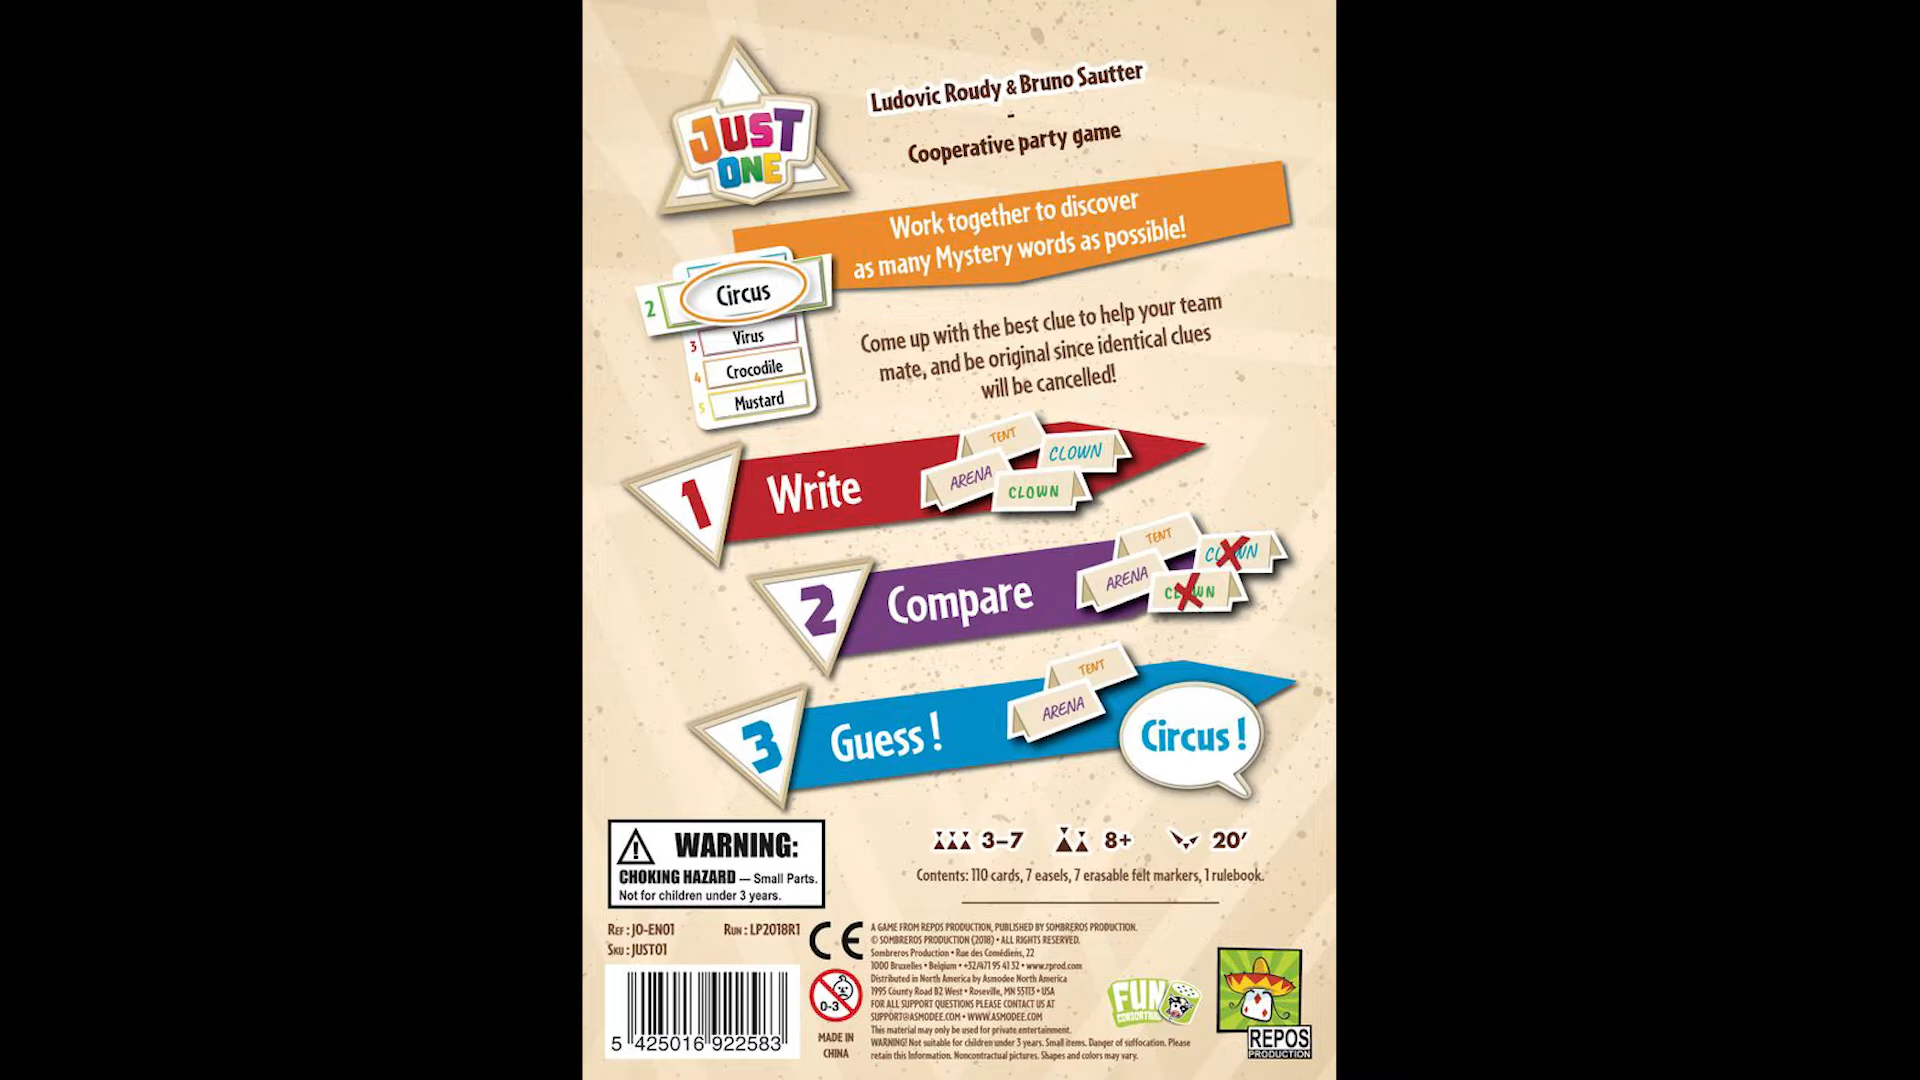 JUST
ONE
Ludovic Roudy & Bruno Sautter
-
Cooperative party game
Work together to discover
as many Mystery words as possible!
2 Circus
3 Virus
4 Crocodile
5 Mustard
Come up with the best clue to help your team
mate, and be original since identical clues
will be cancelled!
1 Write
TENT
CLOWN
ARENA
CLOWN
2 Compare
TENT
CLOWN
ARENA
CLOWN
3 Guess !
TENT
ARENA
Circus !
WARNING:
CHOKING HAZARD — Small Parts.
Not for children under 3 years.
3–7 8+ 20'
Contents: 110 cards, 7 easels, 7 erasable felt markers, 1 rulebook.
REF : JO-EN01 RUN : LP2018R1
SKU : JUST01
5 425016 922583
CE
0-3
MADE IN
CHINA
A GAME FROM REPOS PRODUCTION, PUBLISHED BY SOMBREROS PRODUCTION.
© SOMBREROS PRODUCTION (2018) • ALL RIGHTS RESERVED.
Sombreros Production • Rue des Comédiens, 22
1000 Bruxelles • Belgium • +32/471 95 41 32 • www.rprod.com
Distributed in North America by Asmodee North America
1995 County Road B2 West • Roseville, MN 55113 • USA
FOR ALL SUPPORT QUESTIONS PLEASE CONTACT US AT
SUPPORT@ASMODEE.COM • WWW.ASMODEE.COM
This material may only be used for private entertainment.
WARNING! Not suitable for children under 3 years. Small items. Danger of suffocation. Please
retain this information. Noncontractual pictures. Shapes and colors may vary.
FUN
CONSORTIUM
REPOS
PRODUCTION